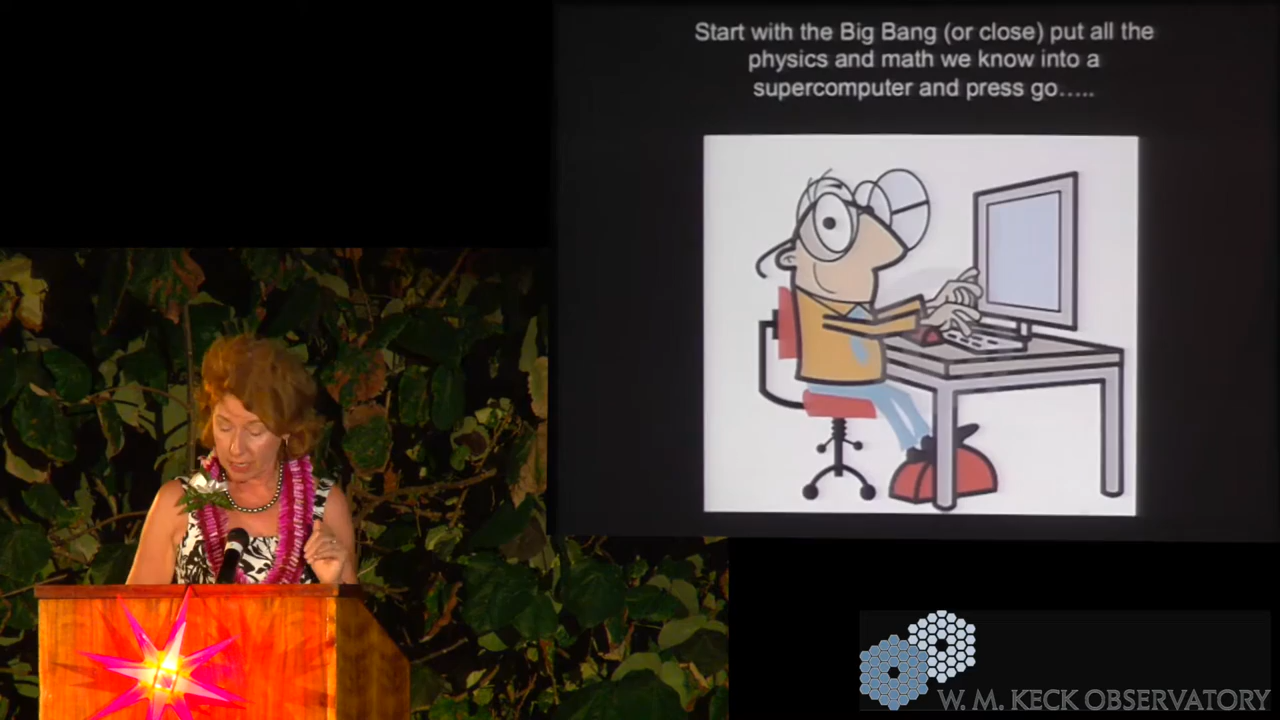 Start with the Big Bang (or close) put all the
physics and math we know into a
supercomputer and press go.....
W. M. KECK OBSERVATORY